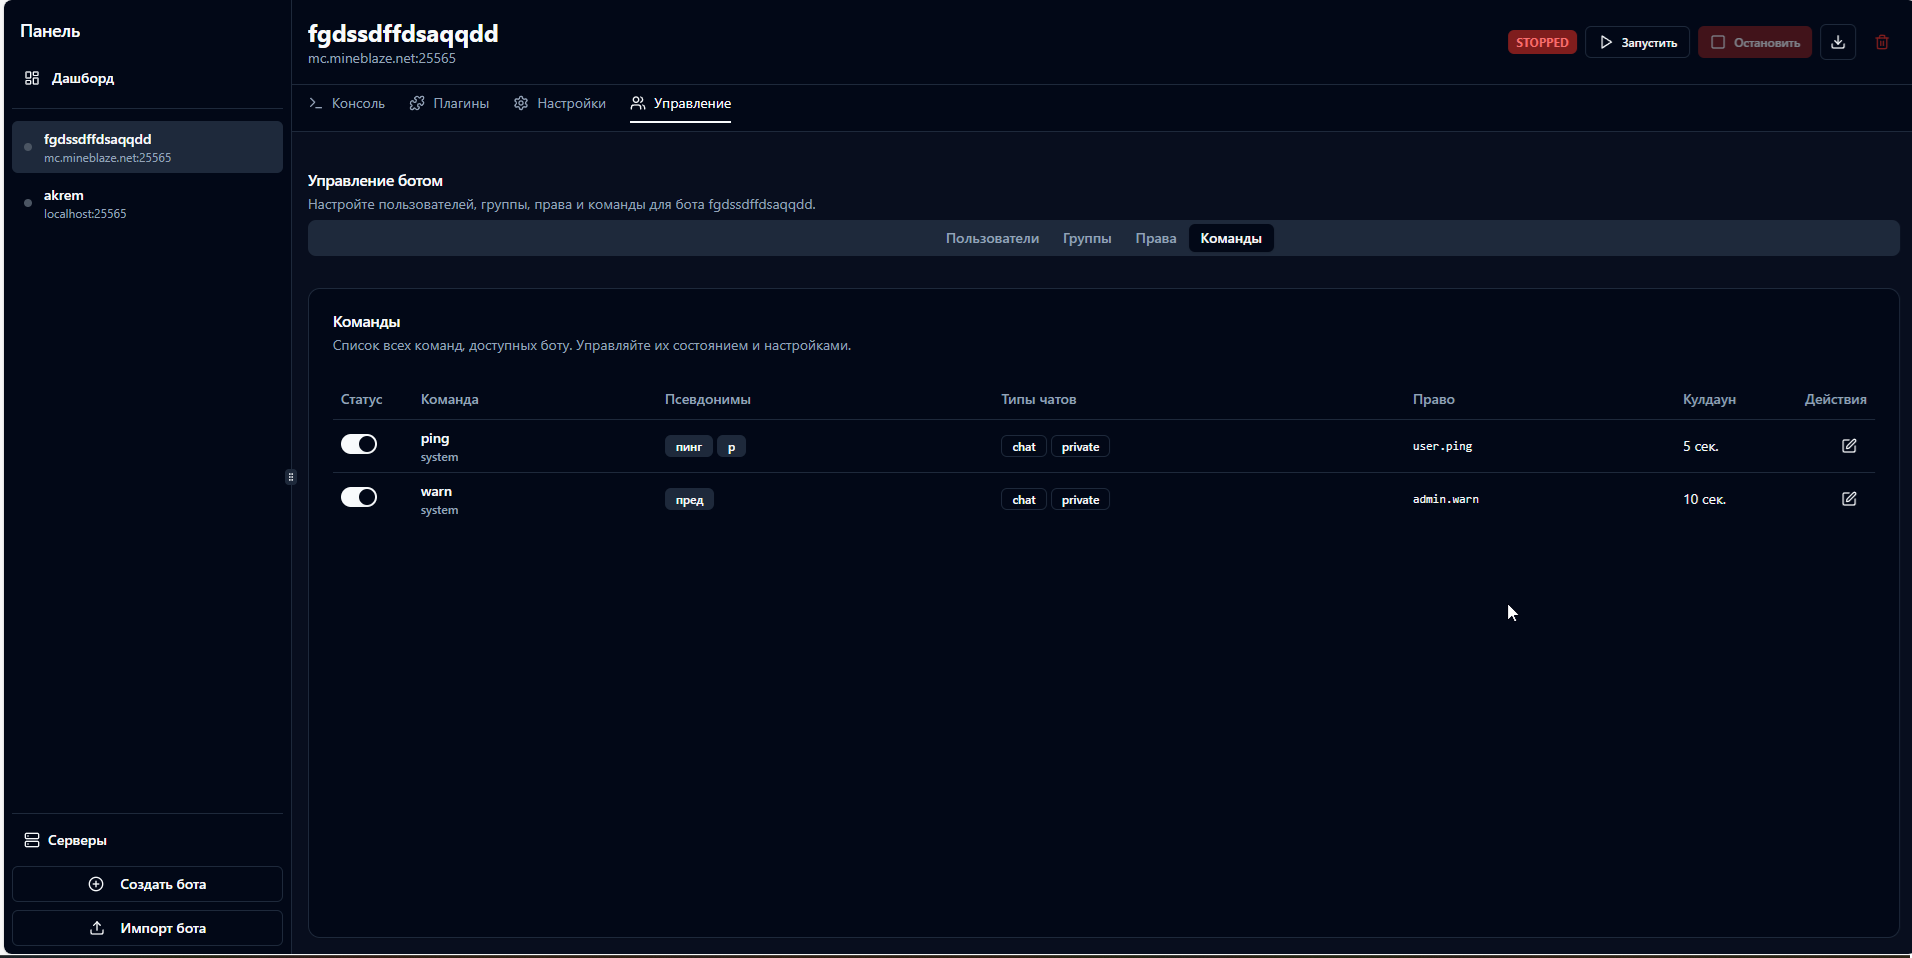 Панель
Дашборд
fgdssdffdsaqqdd
mc.mineblaze.net:25565
akrem
localhost:25565
Серверы
Создать бота
Импорт бота
fgdssdffdsaqqdd
mc.mineblaze.net:25565
STOPPED
Запустить
Остановить
Консоль
Плагины
Настройки
Управление
Управление ботом
Настройте пользователей, группы, права и команды для бота fgdssdffdsaqqdd.
Пользователи
Группы
Права
Команды
Команды
Список всех команд, доступных боту. Управляйте их состоянием и настройками.
Статус Команда Псевдонимы Типы чатов Право Кулдаун Действия
ping пинг p chat private user.ping 5 сек.
system
warn пред chat private admin.warn 10 сек.
system